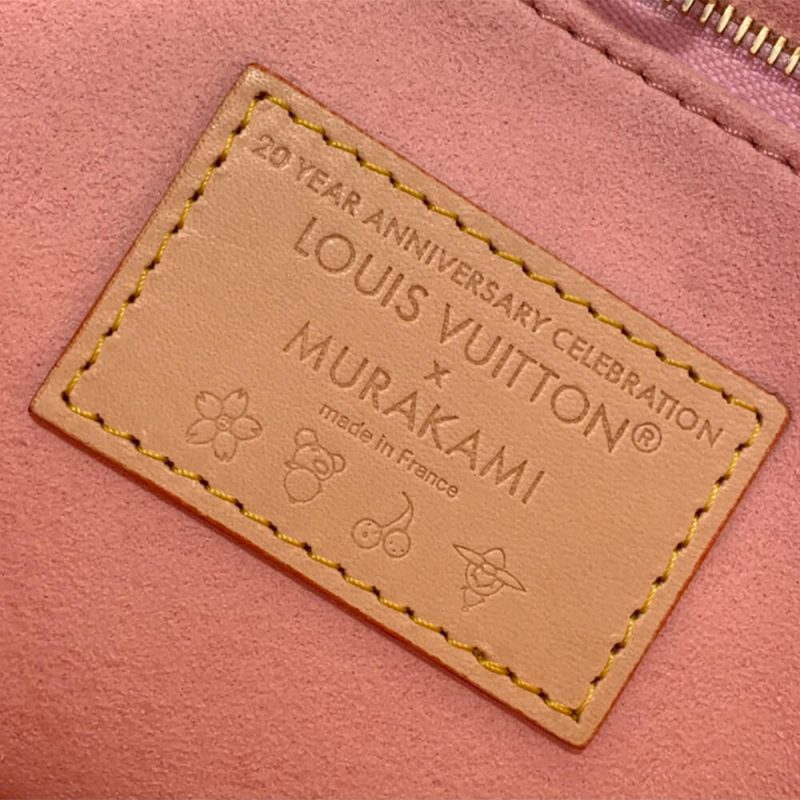 20 YEAR ANNIVERSARY CELEBRATION
LOUIS VUITTON®
x
MURAKAMI
made in France